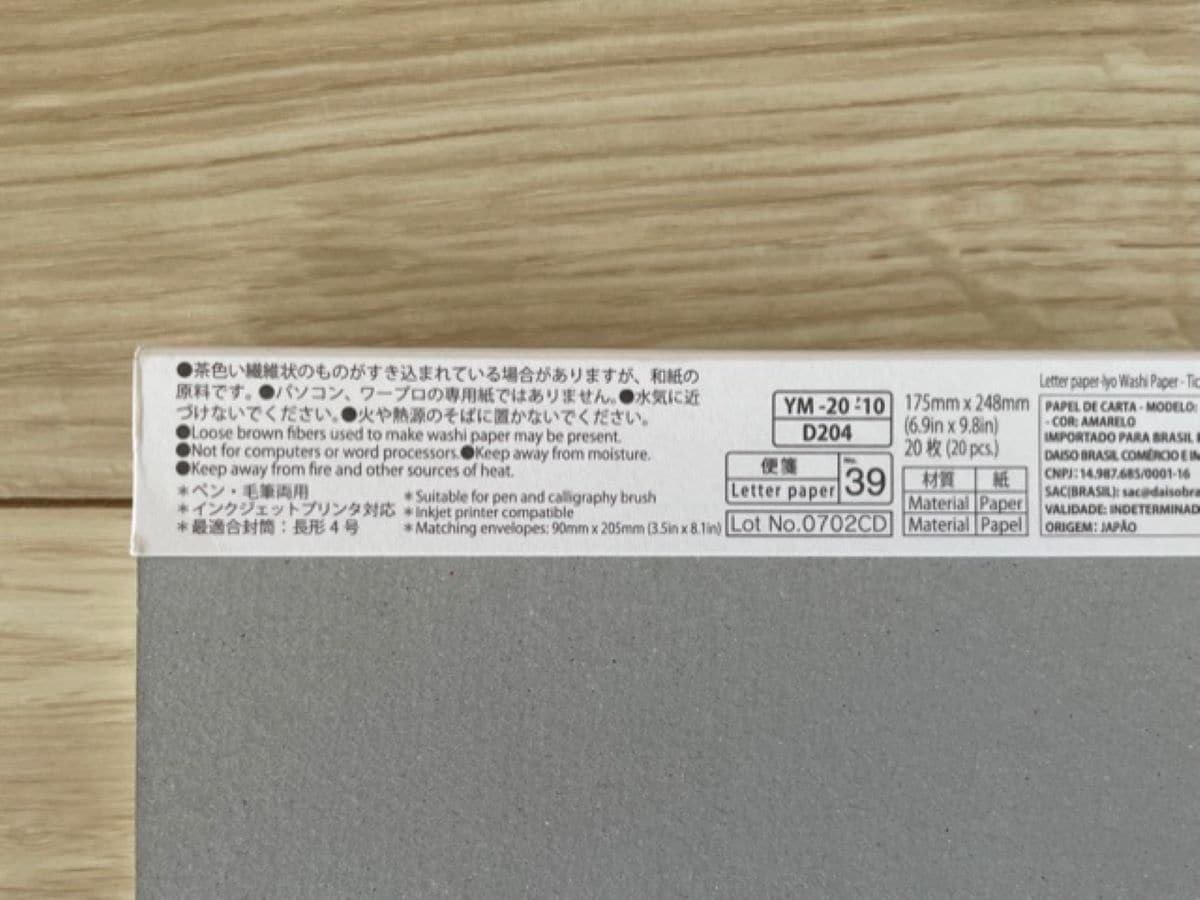 ●茶色い繊維状のものがすき込まれている場合がありますが、和紙の
原料です。●パソコン、ワープロの専用紙ではありません。●水気に近
づけないでください。●火や熱源のそばに置かないでください。
●Loose brown fibers used to make washi paper may be present.
●Not for computers or word processors.●Keep away from moisture.
●Keep away from fire and other sources of heat.
＊ペン・毛筆両用
＊インクジェットプリンタ対応
＊最適合封筒：長形4号
＊Suitable for pen and calligraphy brush
＊Inkjet printer compatible
＊Matching envelopes: 90mm x 205mm (3.5in x 8.1in)
YM -20 -10
D204
便箋
Letter paper
No. 39
Lot No.0702CD
175mm x 248mm
(6.9in x 9.8in)
20枚 (20 pcs.)
材質 紙
Material Paper
Material Papel
Letter paper-Iyo Washi Paper-
PAPEL DE CARTA - MODELO:
- COR: AMARELO
IMPORTADO PARA BRASIL
DAISO BRASIL COMÉRCIO E
CNPJ: 14.987.685/0001-16
SAC(BRASIL): sac@daisobra
VALIDADE: INDETERMINAD
ORIGEM: JAPÃO